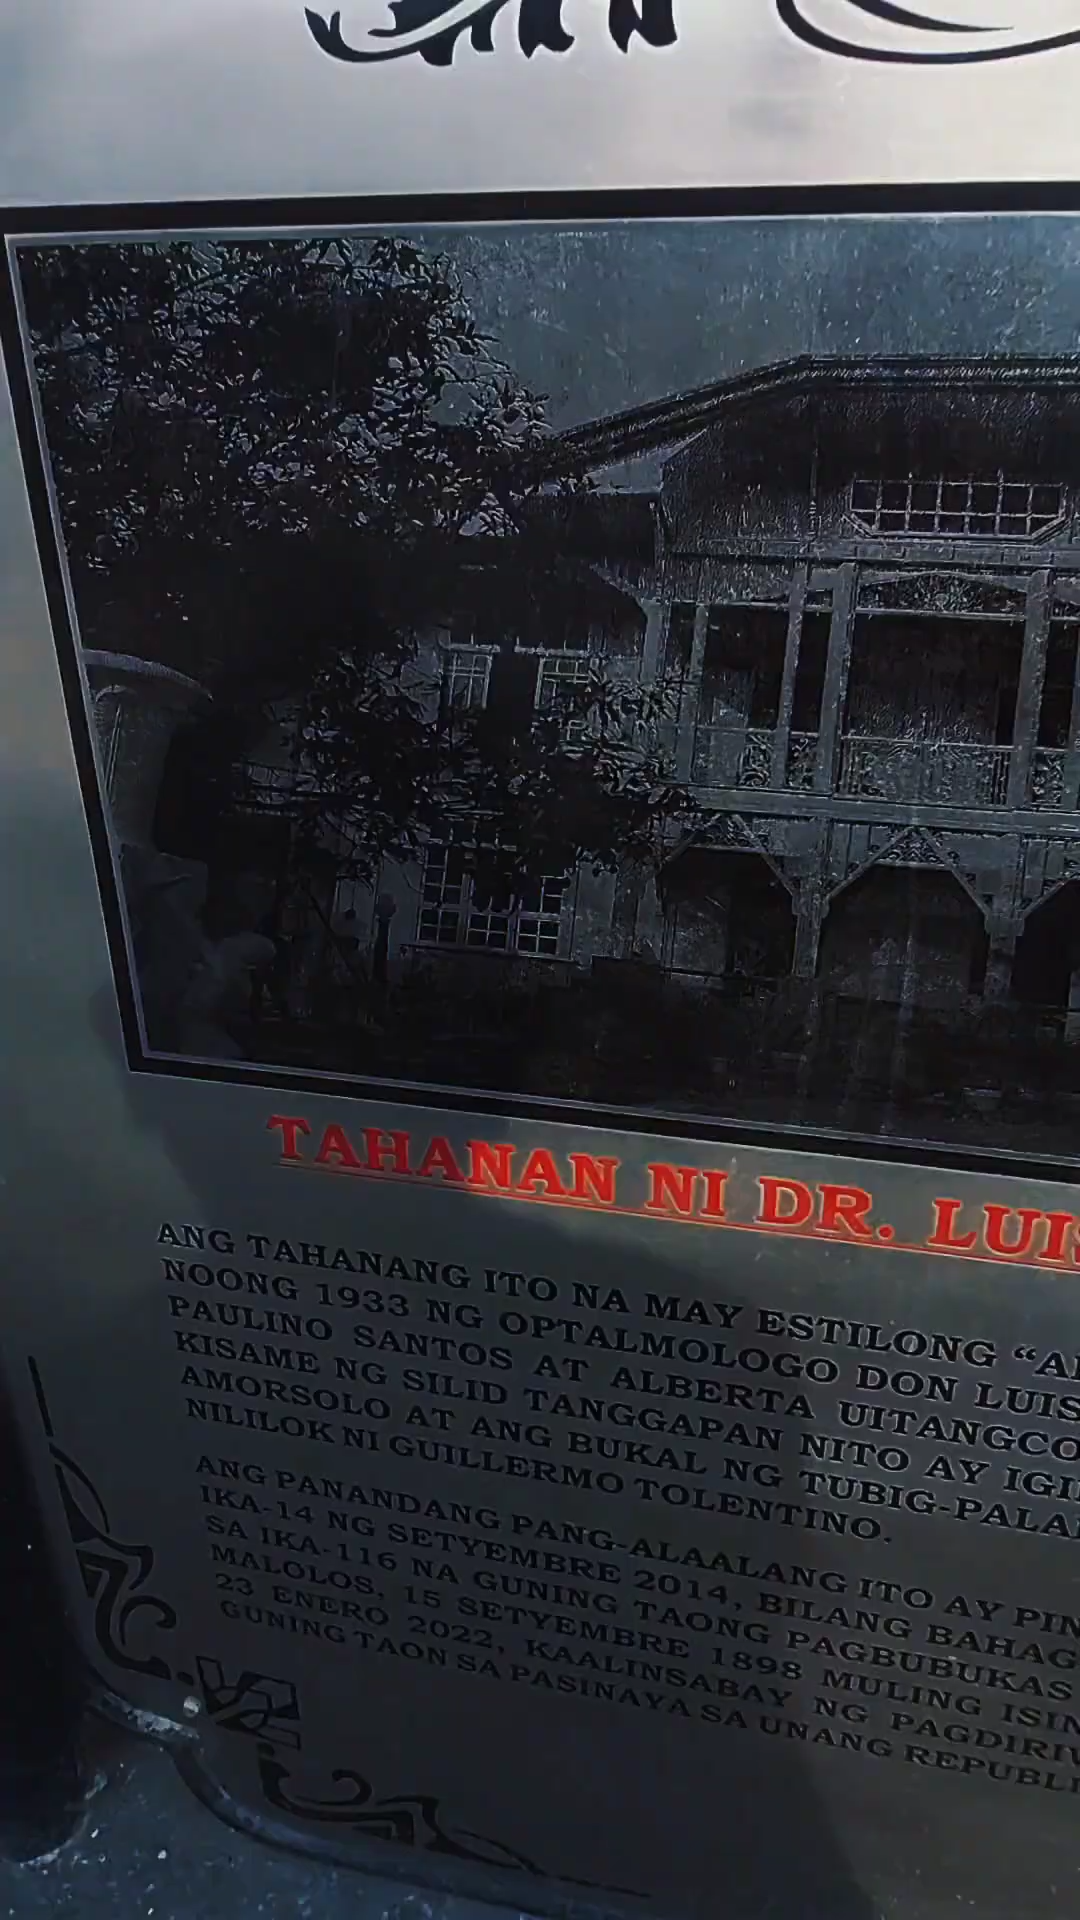 TAHANAN NI DR. LUIS
ANG TAHANANG ITO NA MAY ESTILONG “A
NOONG 1933 NG OPTALMOLOGO DON LUIS
PAULINO SANTOS AT ALBERTA UITANGCO
KISAME NG SILID TANGGAPAN NITO AY IGI
AMORSOLO AT ANG BUKAL NG TUBIG-PALA
NILILOK NI GUILLERMO TOLENTINO.
ANG PANANDANG PANG-ALAALANG ITO AY PIN
IKA-14 NG SETYEMBRE 2014, BILANG BAHAG
SA IKA-116 NA GUNING TAONG PAGBUBUKAS
MALOLOS, 15 SETYEMBRE 1898 MULING ISIN
23 ENERO 2022, KAALINSABAY NG PAGDIRIW
GUNING TAON SA PASINAYA SA UNANG REPUBLI